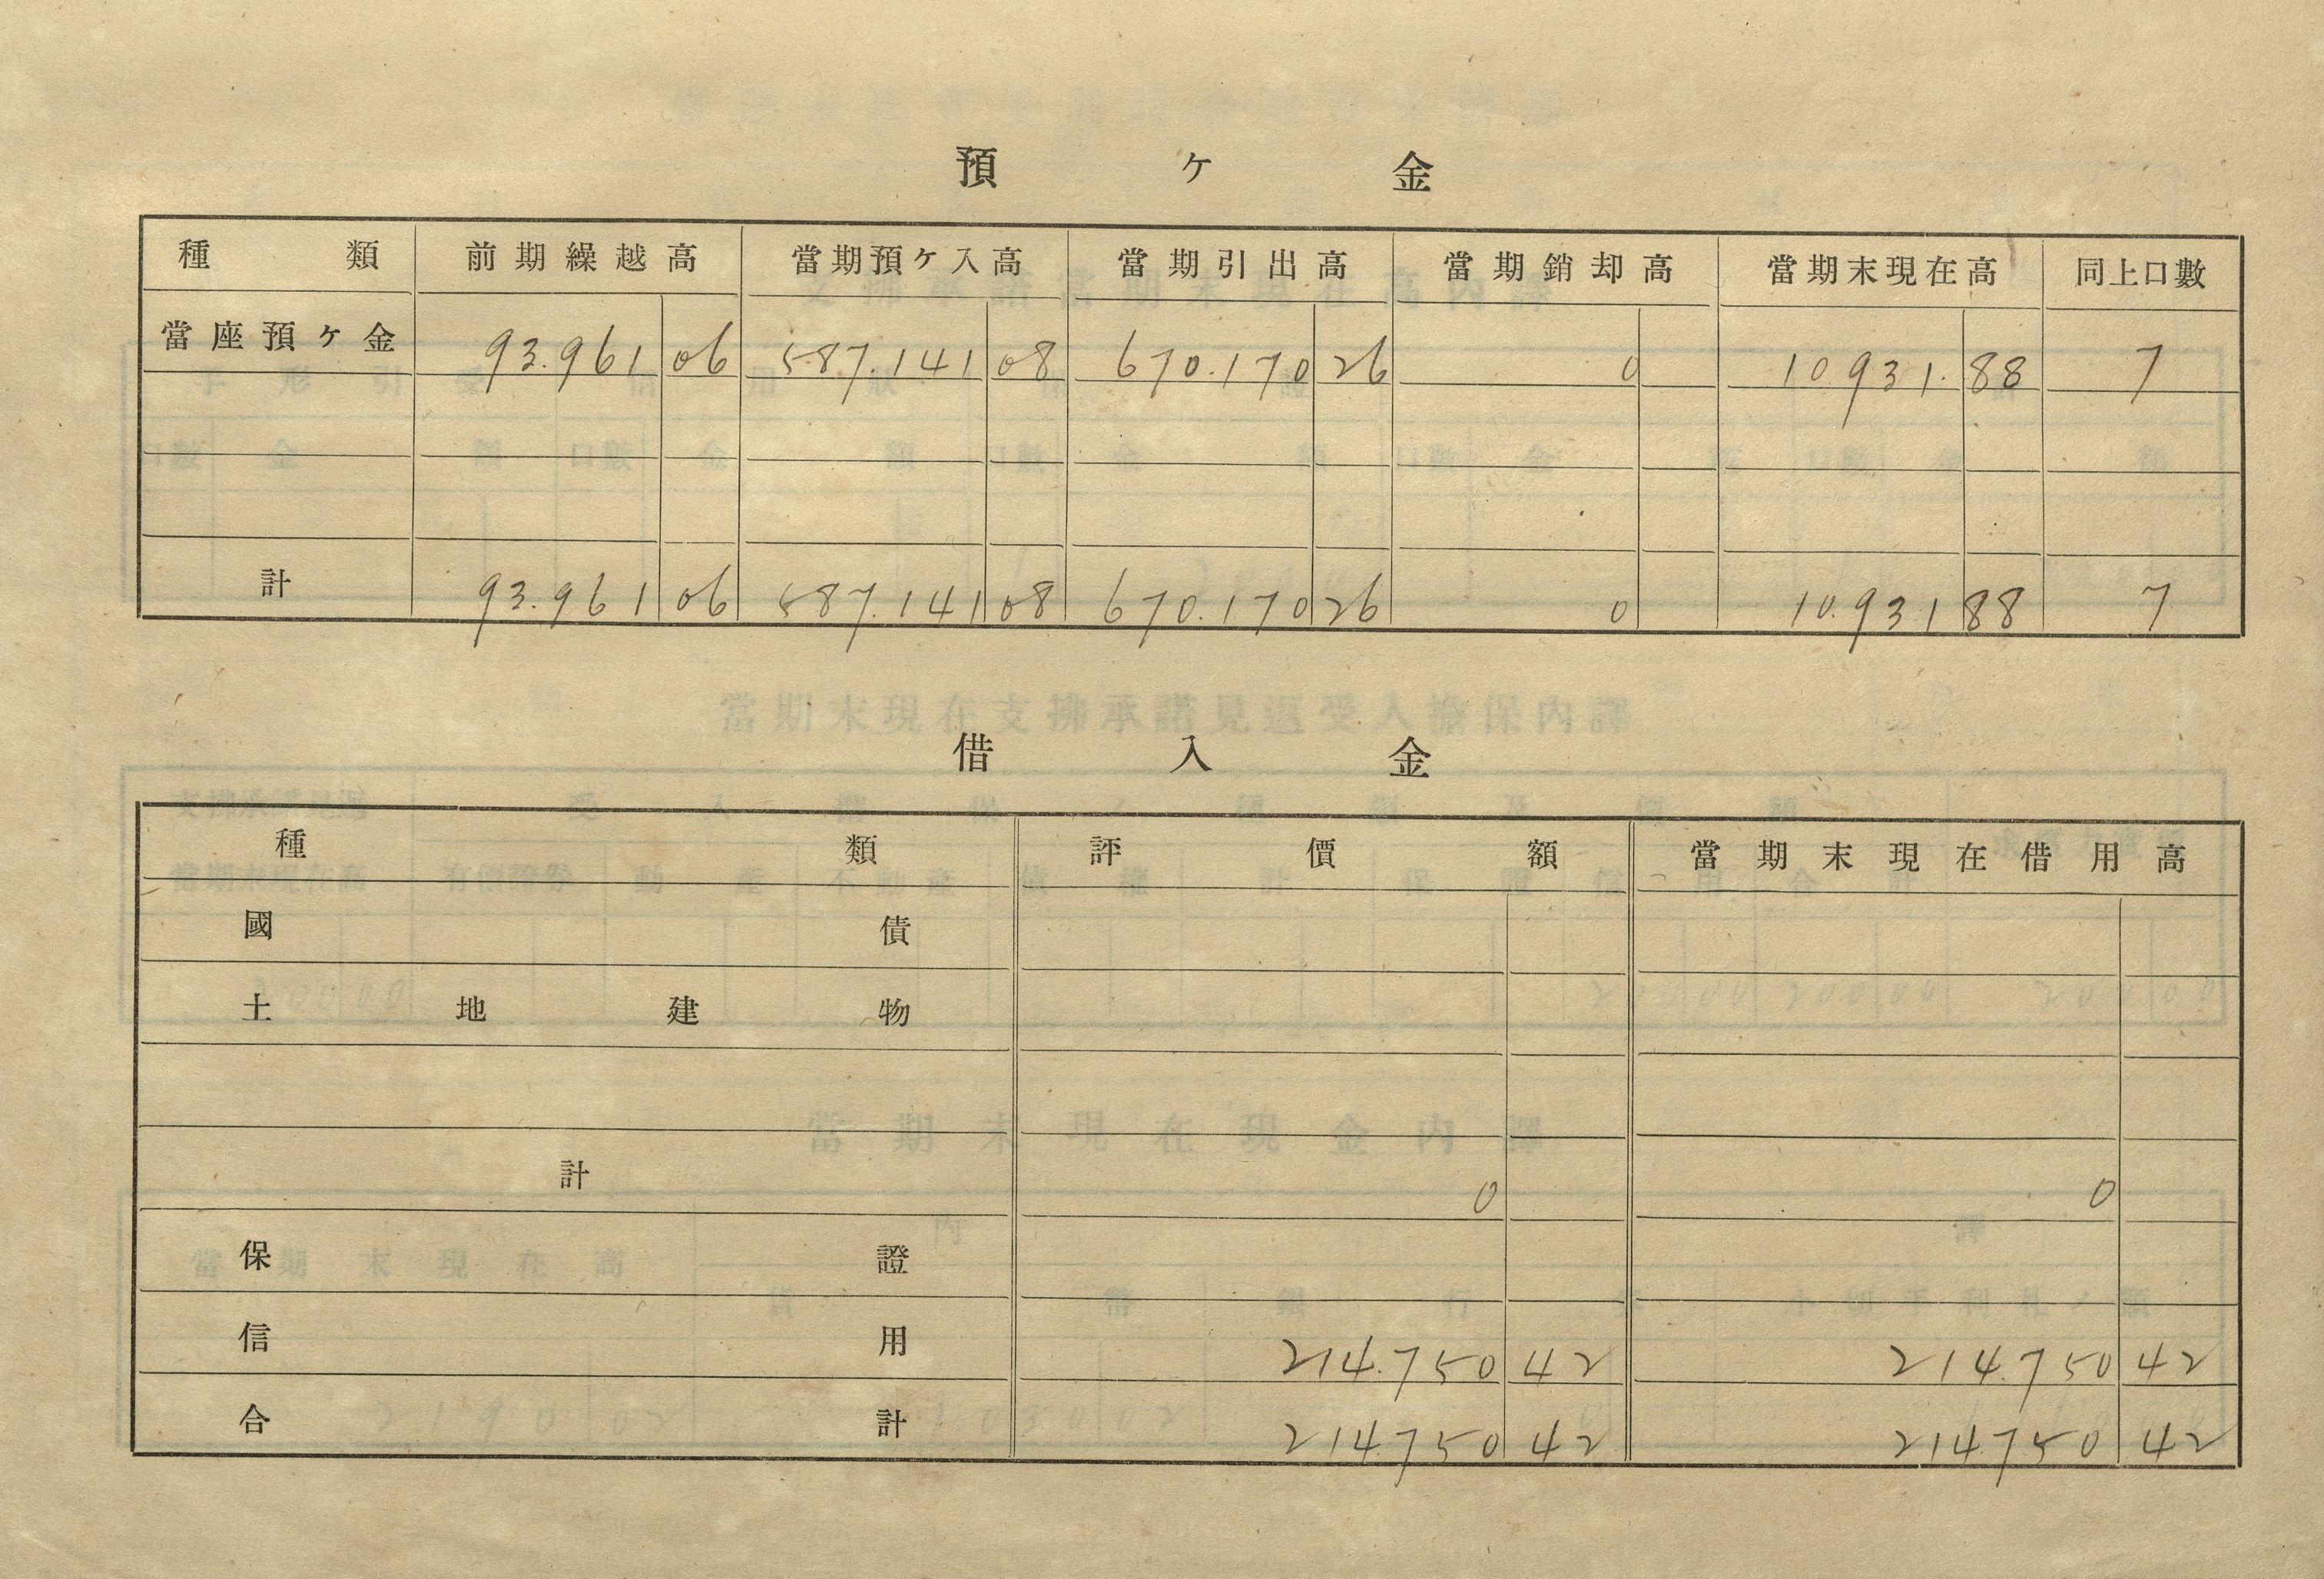 預ケ金
種類 前期繰越高 當期預ケ入高 當期引出高 當期銷却高 當期末現在高 同上口數
當座預ケ金 93.961 06 587.141 08 670.170 26 0 10.931. 88 7
計 93.961 06 587.141 08 670.170 26 0 10.931 88 7
借入金
種類 評價額 當期末現在借用高
國債
土地建物
計 0 0
保證
信用 214.750 42 214.750 42
合計 214.750 42 214.750 42